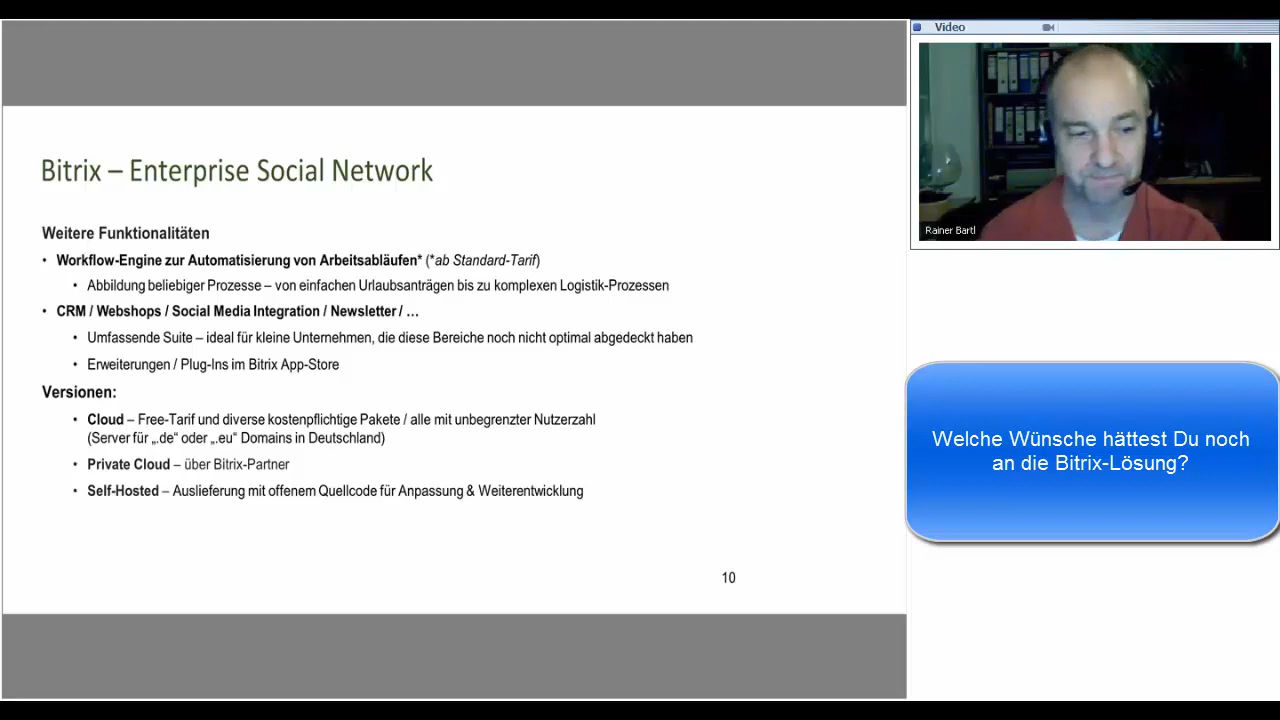 Bitrix – Enterprise Social Network
Weitere Funktionalitäten
• Workflow-Engine zur Automatisierung von Arbeitsabläufen* (*ab Standard-Tarif)
• Abbildung beliebiger Prozesse – von einfachen Urlaubsanträgen bis zu komplexen Logistik-Prozessen
• CRM / Webshops / Social Media Integration / Newsletter / …
• Umfassende Suite – ideal für kleine Unternehmen, die diese Bereiche noch nicht optimal abgedeckt haben
• Erweiterungen / Plug-Ins im Bitrix App-Store
Versionen:
• Cloud – Free-Tarif und diverse kostenpflichtige Pakete / alle mit unbegrenzter Nutzerzahl
(Server für „.de“ oder „.eu“ Domains in Deutschland)
• Private Cloud – über Bitrix-Partner
• Self-Hosted – Auslieferung mit offenem Quellcode für Anpassung & Weiterentwicklung
10
Video
Rainer Bartl
Welche Wünsche hättest Du noch
an die Bitrix-Lösung?